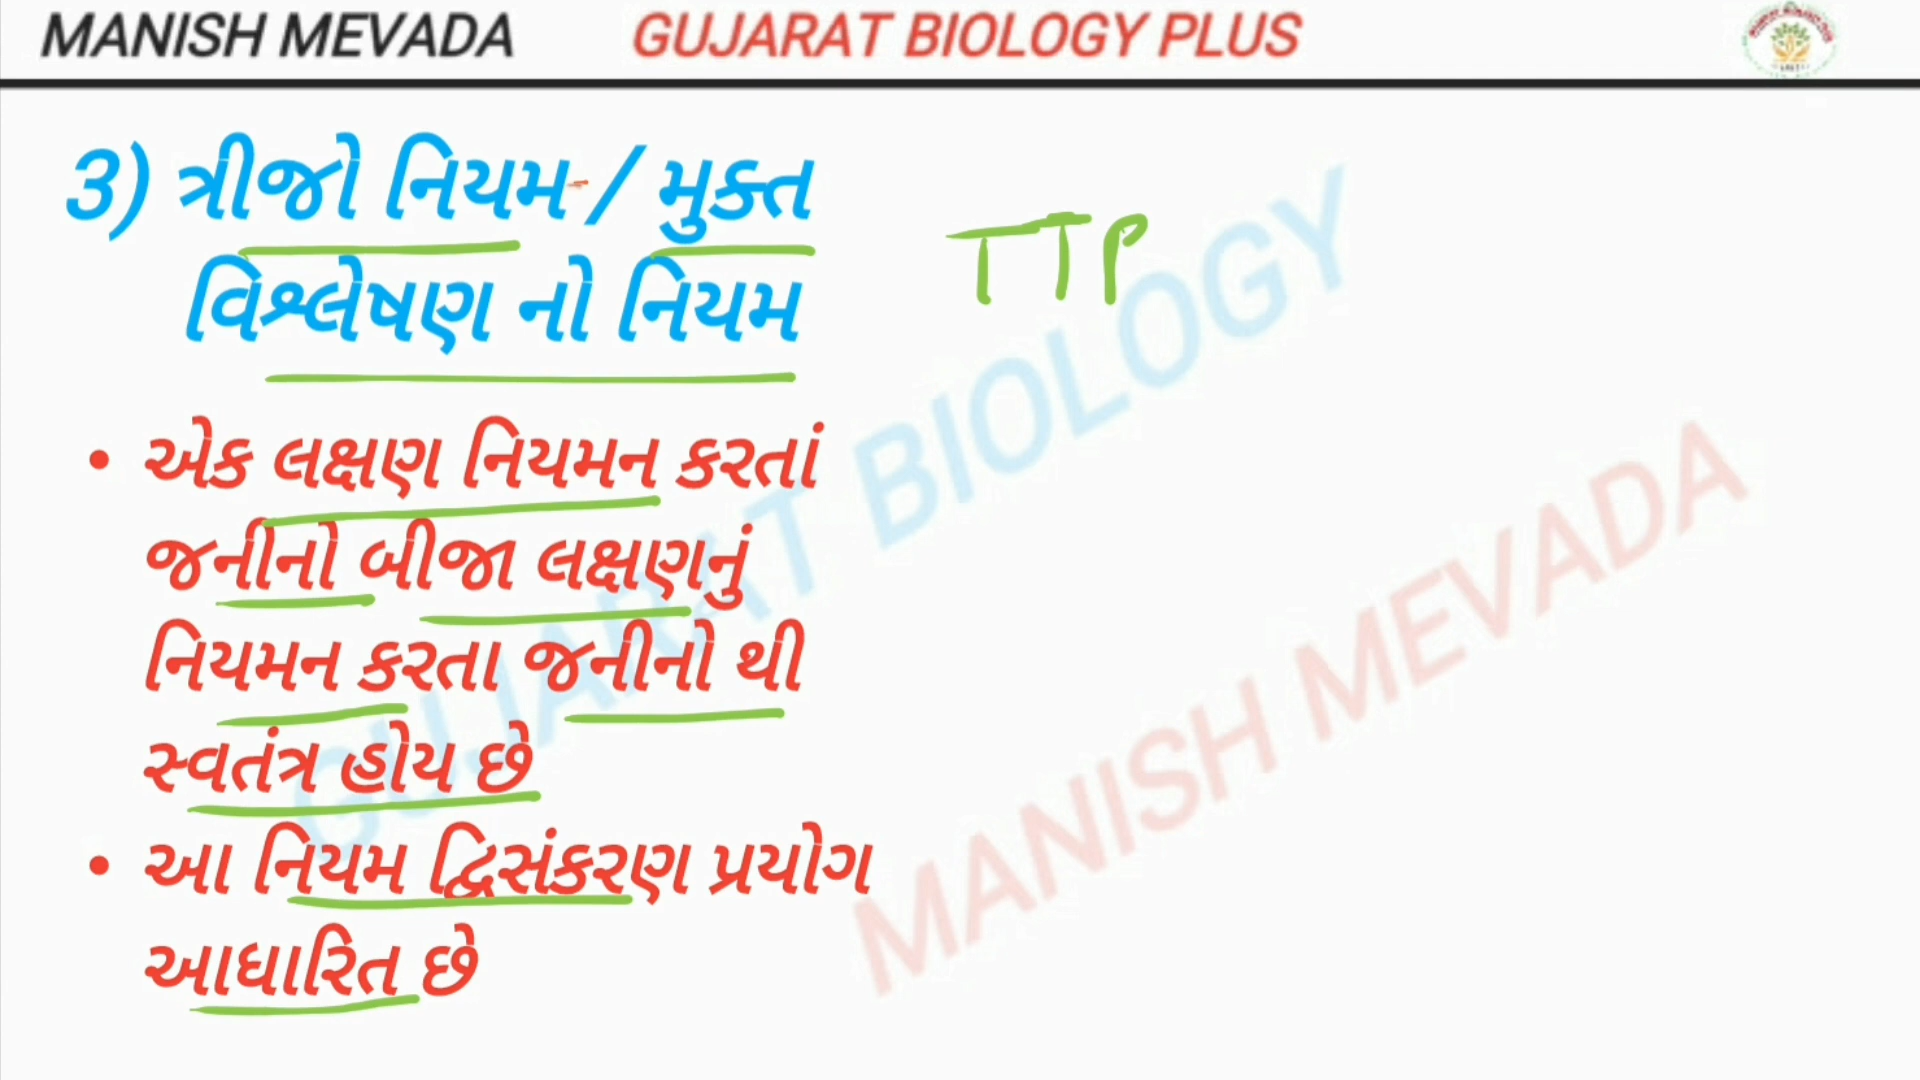 MANISH MEVADA GUJARAT BIOLOGY PLUS
3) ત્રીજો નિયમ / મુક્ત
વિશ્લેષણ નો નિયમ
TTP
• એક લક્ષણ નિયમન કરતાં
જનીનો બીજા લક્ષણનું
નિયમન કરતા જનીનો થી
સ્વતંત્ર હોય છે
• આ નિયમ દ્વિસંકરણ પ્રયોગ
આધારિત છે
GUJARAT BIOLOGY
MANISH MEVADA